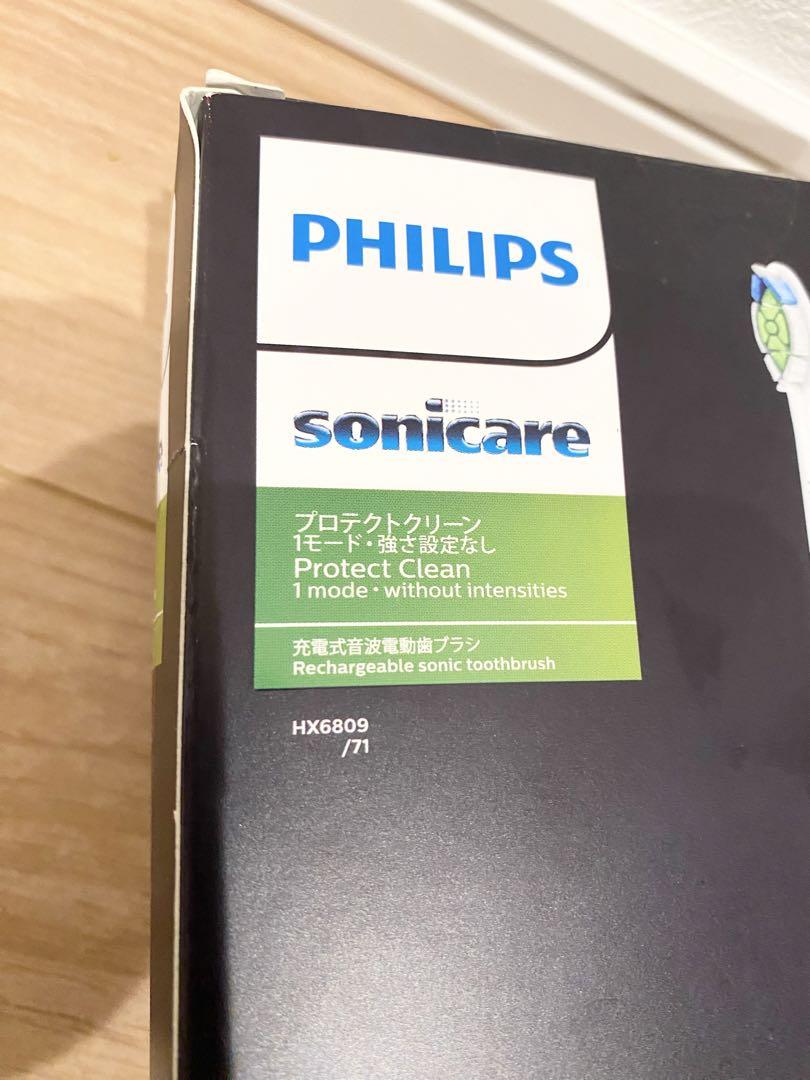 PHILIPS
sonicare
プロテクトクリーン
1モード・強さ設定なし
Protect Clean
1 mode・without intensities
充電式音波電動歯ブラシ
Rechargeable sonic toothbrush
HX6809
/71